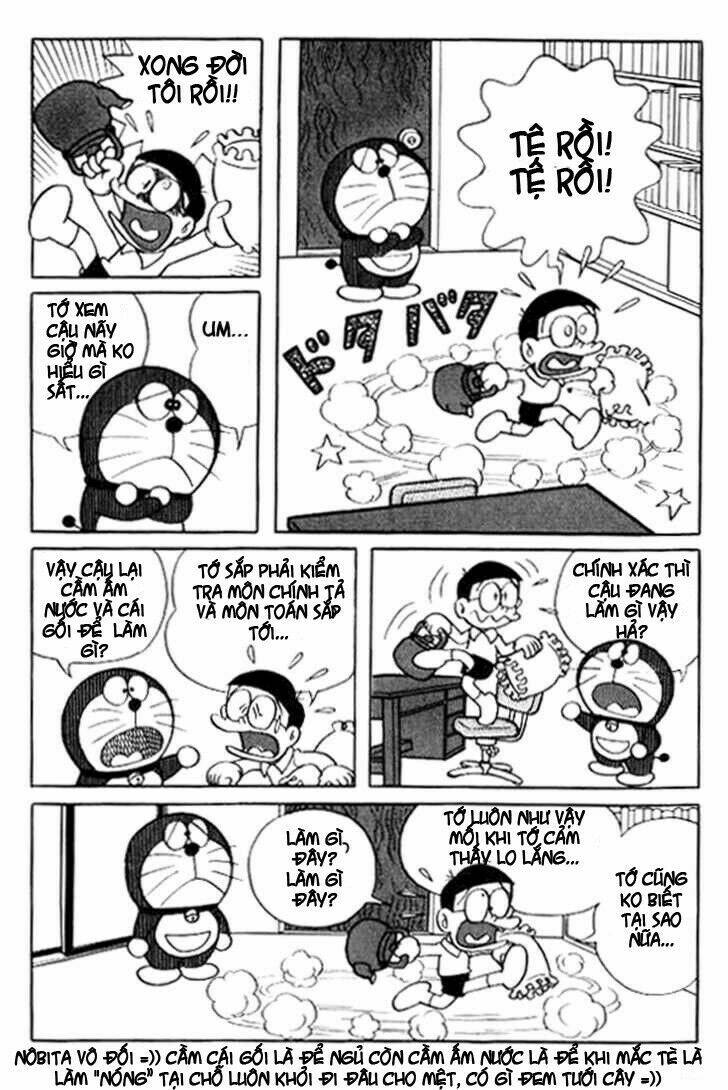 TỆ RỒI!
TỆ RỒI!
ドタ バタ
XONG ĐỜI
TÔI RỒI!!
UM...
TỚ XEM
CẬU NÃY
GIỜ MÀ KO
HIỂU GÌ
SẤT...
TỚ SẮP PHẢI KIỂM
TRA MÔN CHÍNH TẢ
VÀ MÔN TOÁN SẮP
TỚI...
VẬY CẬU LẠI
CẦM ẤM
NƯỚC VÀ CÁI
GỐI ĐỂ LÀM
GÌ?
CHÍNH XÁC THÌ
CẬU ĐANG
LÀM GÌ VẬY
HẢ?
LÀM GÌ,
ĐÂY?
LÀM GÌ
ĐÂY?
TỚ LUÔN NHƯ VẬY
MỖI KHI TỚ CẢM
THẤY LO LẮNG...
TỚ CŨNG
KO BIẾT
TẠI SAO
NỮA...
NÔBITA VÔ ĐỐI =)) CẦM CÁI GỐI LÀ ĐỂ NGỦ CÒN CẦM ẤM NƯỚC LÀ ĐỂ KHI MẮC TÈ LÀ
LÀM "NÓNG" TẠI CHỖ LUÔN KHỎI ĐI ĐÂU CHO MỆT, CÓ GÌ ĐEM TƯỚI CÂY =))